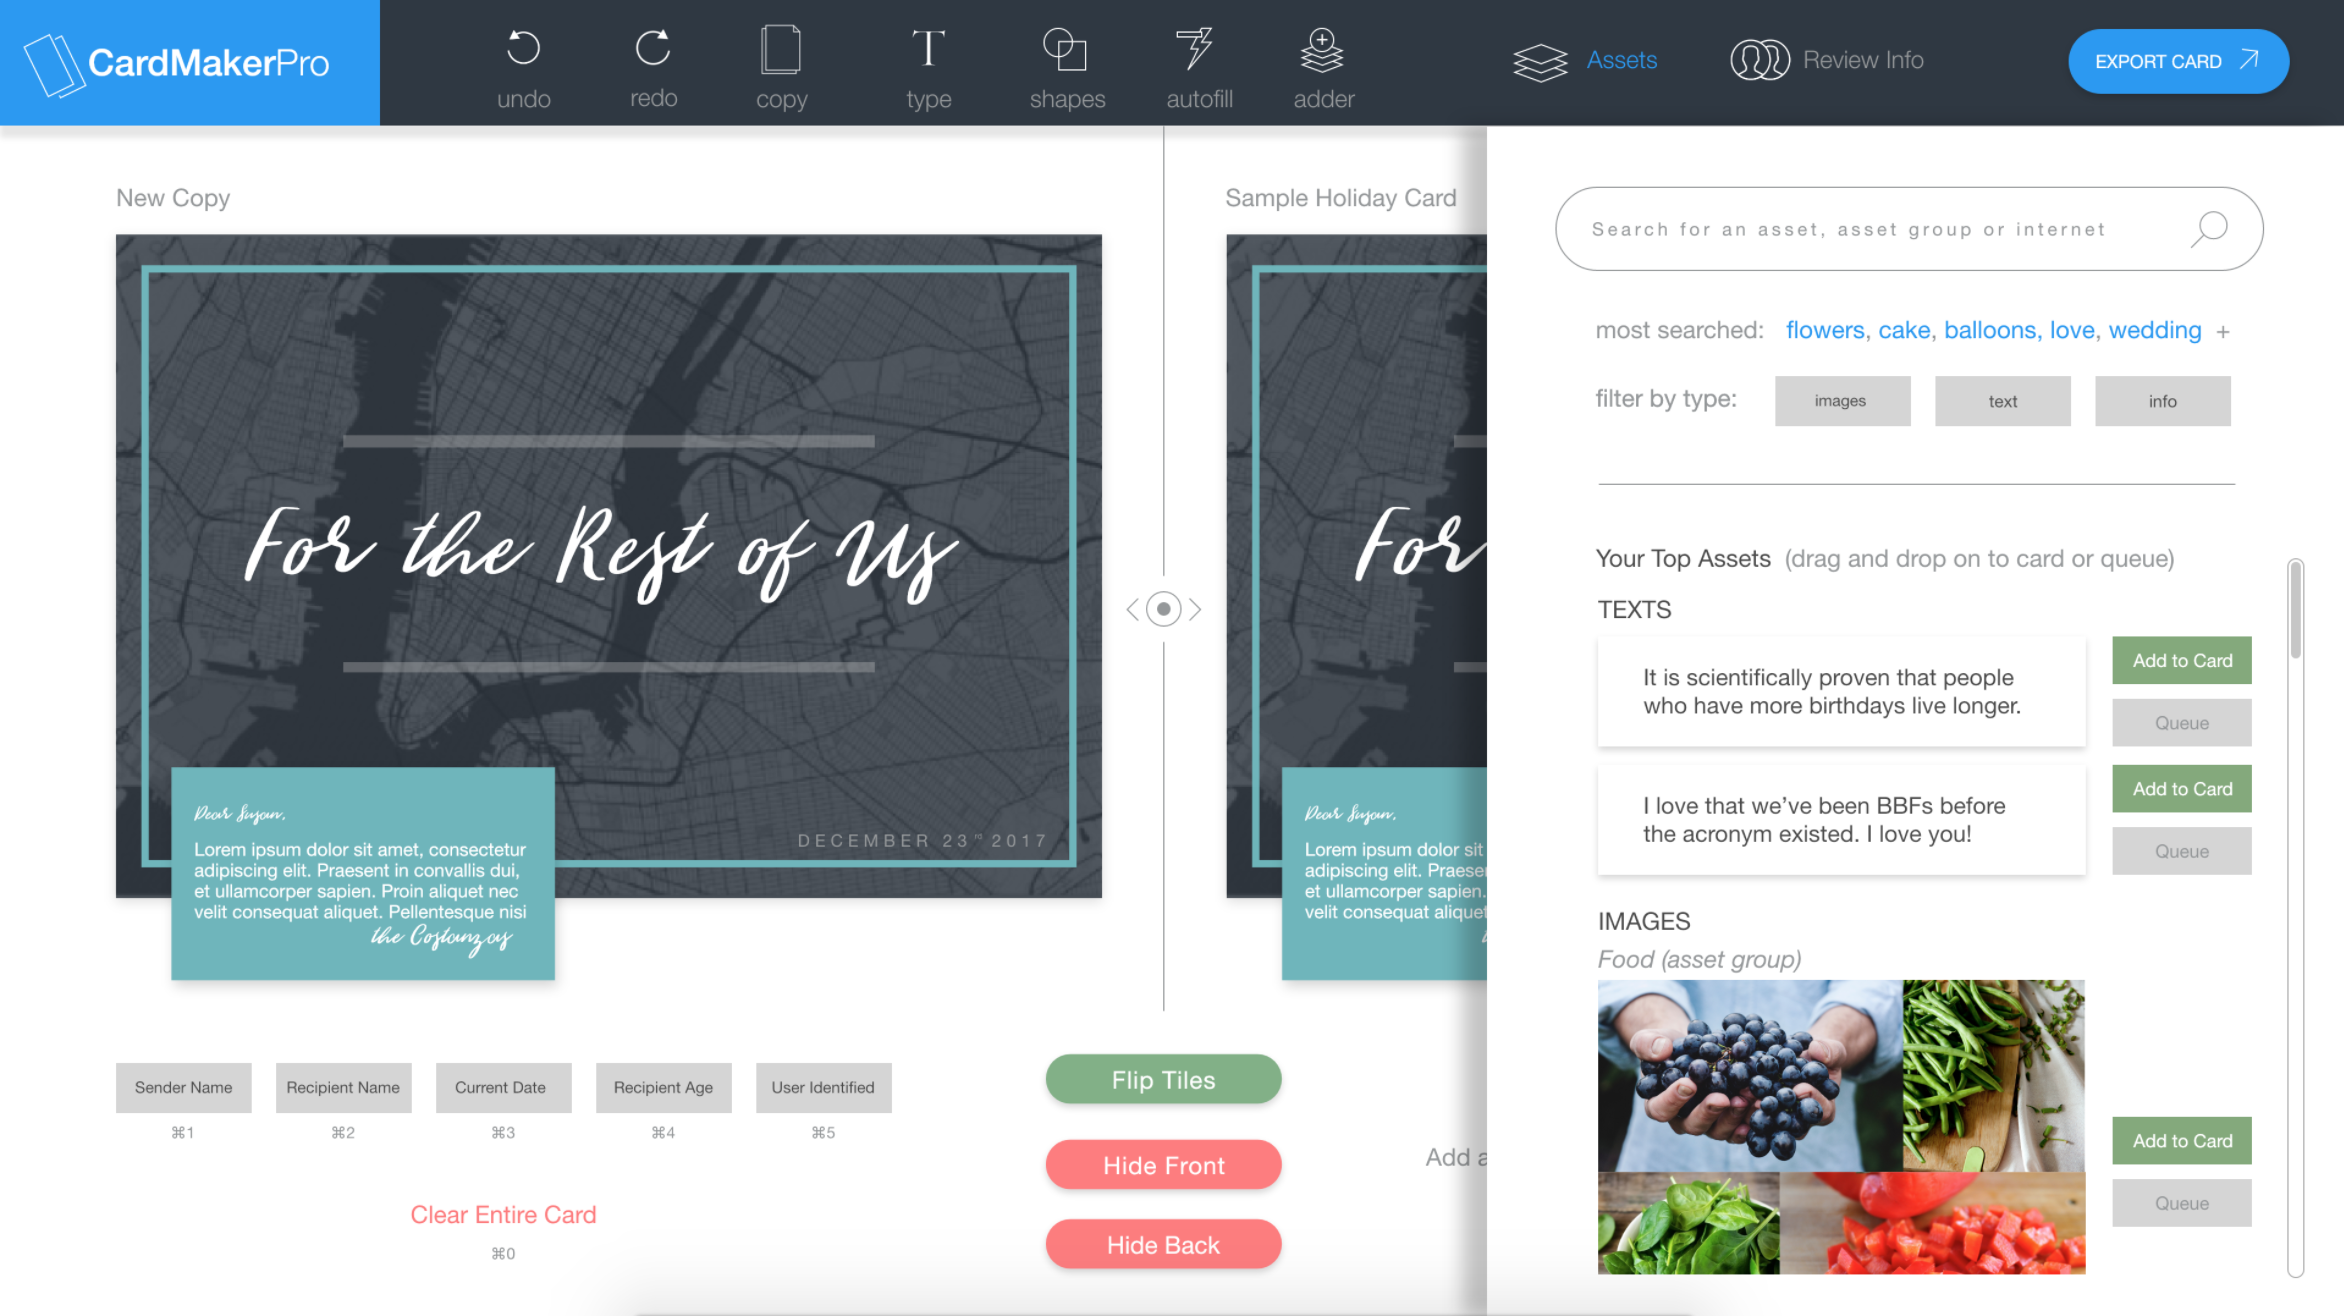 CardMakerPro
undo
redo
copy
type
shapes
autofill
adder
Assets
Review Info
EXPORT CARD
New Copy
For the Rest of Us
DECEMBER 23rd 2017
Dear Susan,
Lorem ipsum dolor sit amet, consectetur
adipiscing elit. Praesent in convallis dui,
et ullamcorper sapien. Proin aliquet nec
velit consequat aliquet. Pellentesque nisi
the Costanzas
Sample Holiday Card
For
Dear Susan,
Lorem ipsum dolor sit
adipiscing elit. Praese
et ullamcorper sapien.
velit consequat aliquet
Sender Name
⌘1
Recipient Name
⌘2
Current Date
⌘3
Recipient Age
⌘4
User Identified
⌘5
Clear Entire Card
⌘0
Flip Tiles
Hide Front
Hide Back
Add a
Search for an asset, asset group or internet
most searched: flowers, cake, balloons, love, wedding +
filter by type: images text info
Your Top Assets (drag and drop on to card or queue)
TEXTS
It is scientifically proven that people
who have more birthdays live longer.
Add to Card
Queue
I love that we've been BBFs before
the acronym existed. I love you!
Add to Card
Queue
IMAGES
Food (asset group)
Add to Card
Queue